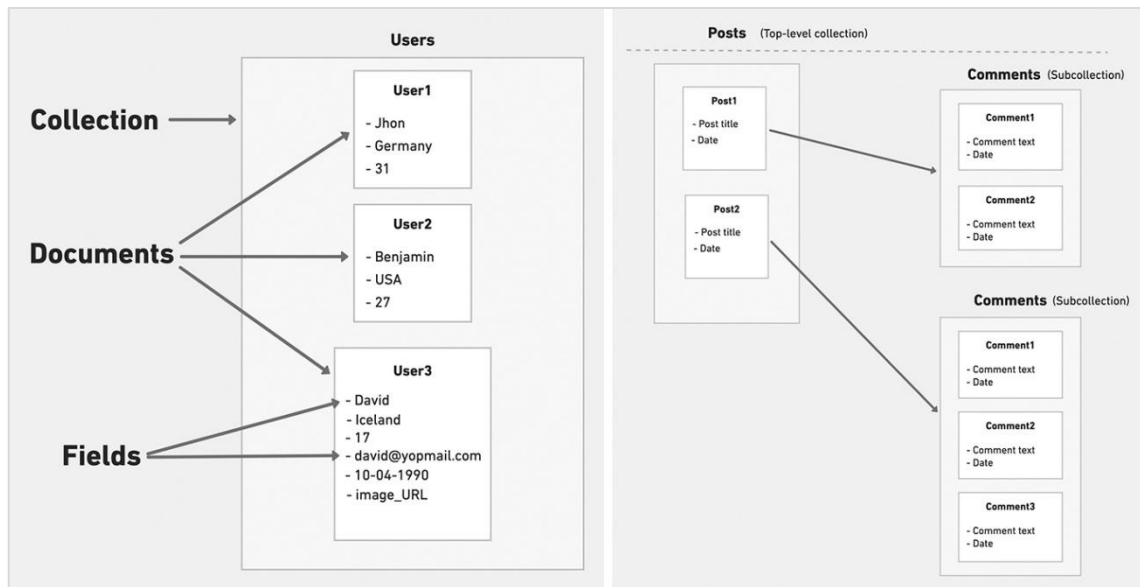 Users
Collection
Documents
Fields
User1
- Jhon
- Germany
- 31
User2
- Benjamin
- USA
- 27
User3
- David
- Iceland
- 17
- david@yopmail.com
- 10-04-1990
- image_URL
Posts (Top-level collection)
Post1
- Post title
- Date
Post2
- Post title
- Date
Comments (Subcollection)
Comment1
- Comment text
- Date
Comment2
- Comment text
- Date
Comments (Subcollection)
Comment1
- Comment text
- Date
Comment2
- Comment text
- Date
Comment3
- Comment text
- Date